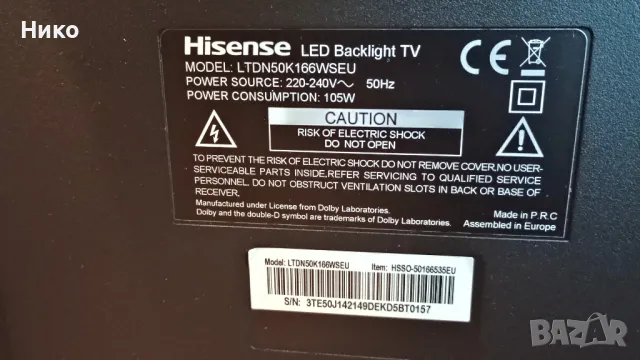 Нико
Hisense LED Backlight TV
MODEL: LTDN50K166WSEU
POWER SOURCE: 220-240V～ 50Hz
POWER CONSUMPTION: 105W
CE
CAUTION
RISK OF ELECTRIC SHOCK
DO NOT OPEN
TO PREVENT THE RISK OF ELECTRIC SHOCK DO NOT REMOVE COVER.NO USER-
SERVICEABLE PARTS INSIDE.REFER SERVICING TO QUALIFIED SERVICE
PERSONNEL. DO NOT OBSTRUCT VENTILATION SLOTS IN BACK OR BASE OF
RECEIVER.
Manufactured under License from Dolby Laboratories.
Dolby and the double-D symbol are trademarks of Dolby Laboratories.
Made in P.R.C
Assembled in Europe
Model: LTDN50K166WSEU Item: HSSO-50166535EU
S/N: 3TE50J142149DEKD5BT0157
BAZAR